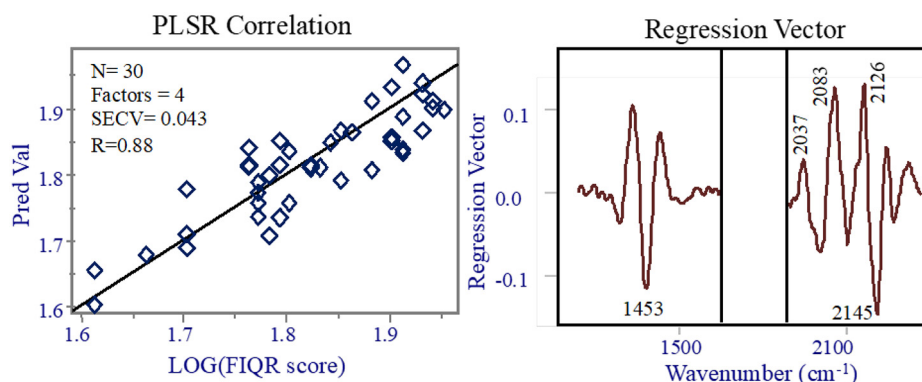 PLSR Correlation
N= 30
Factors = 4
SECV= 0.043
R=0.88
Pred Val
1.9
1.8
1.7
1.6
1.6
1.7
1.8
1.9
LOG(FIQR score)
Regression Vector
Regression Vector
0.1
0.0
-0.1
1453
2037
2083
2126
2145
1500
2100
Wavenumber (cm⁻¹)